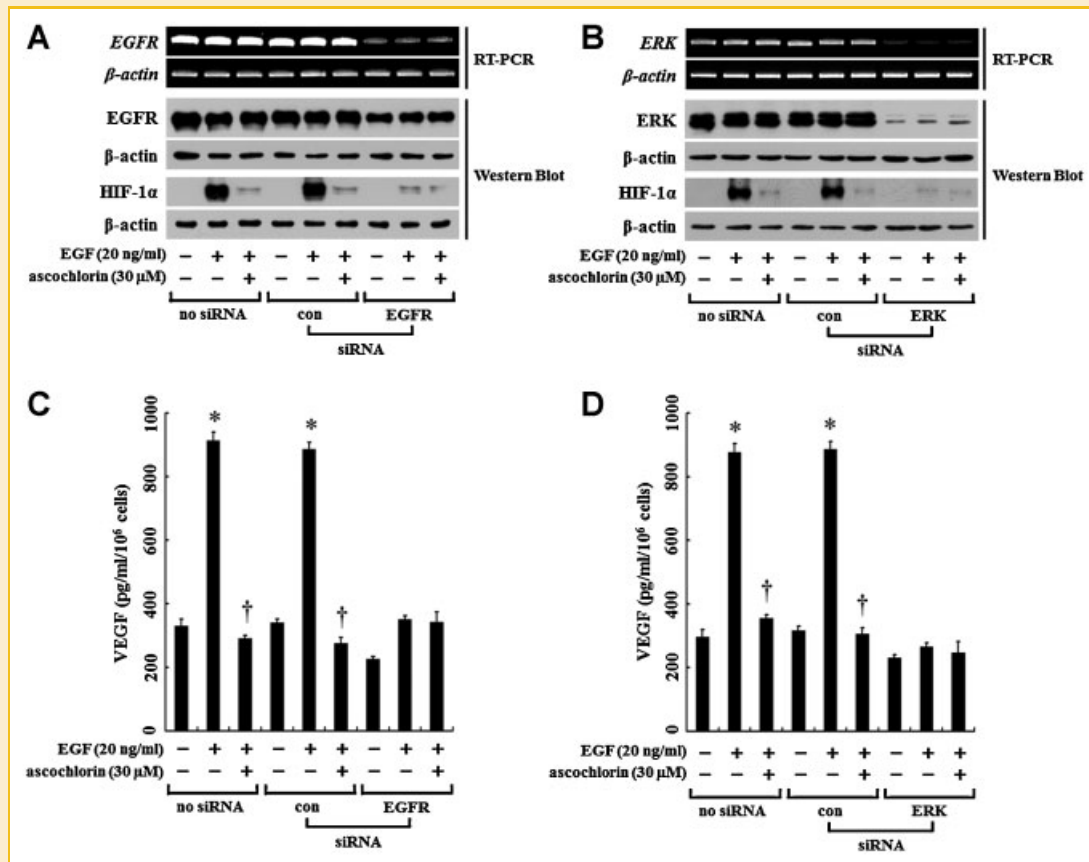 A
EGFR
β-actin
RT-PCR
EGFR
β-actin
HIF-1α
β-actin
Western Blot
EGF (20 ng/ml) − + + − + + − + +
ascochlorin (30 μM) − − + − − + − − +
no siRNA con EGFR
siRNA
B
ERK
β-actin
RT-PCR
ERK
β-actin
HIF-1α
β-actin
Western Blot
EGF (20 ng/ml) − + + − + + − + +
ascochlorin (30 μM) − − + − − + − − +
no siRNA con ERK
siRNA
C
VEGF (pg/ml/10⁶ cells)
1000
800
600
400
200
0
* † * †
EGF (20 ng/ml) − + + − + + − + +
ascochlorin (30 μM) − − + − − + − − +
no siRNA con EGFR
siRNA
D
VEGF (pg/ml/10⁶ cells)
1000
800
600
400
200
0
* † * †
EGF (20 ng/ml) − + + − + + − + +
ascochlorin (30 μM) − − + − − + − − +
no siRNA con ERK
siRNA